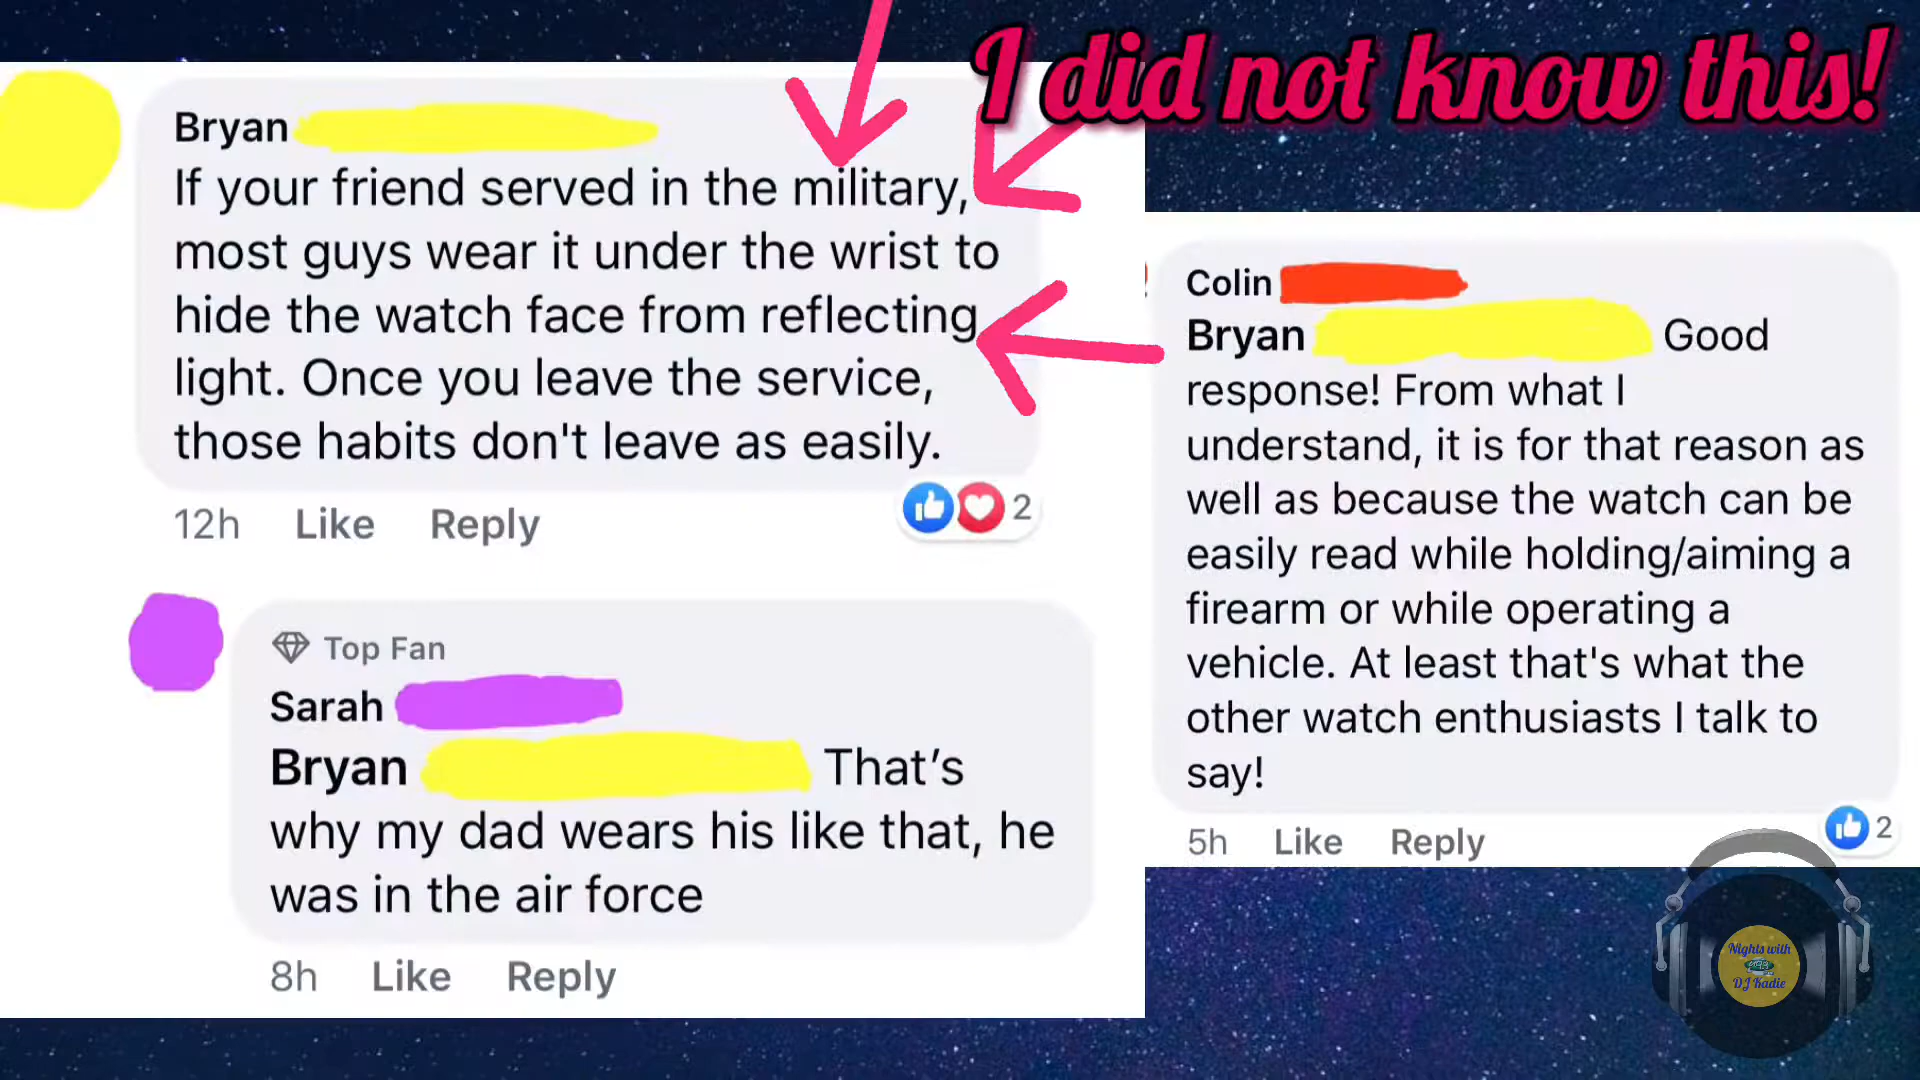 I did not know this!
Bryan
If your friend served in the military,
most guys wear it under the wrist to
hide the watch face from reflecting
light. Once you leave the service,
those habits don't leave as easily.
12h Like Reply
2
Top Fan
Sarah
Bryan That’s
why my dad wears his like that, he
was in the air force
8h Like Reply
Colin
Bryan Good
response! From what I
understand, it is for that reason as
well as because the watch can be
easily read while holding/aiming a
firearm or while operating a
vehicle. At least that's what the
other watch enthusiasts I talk to
say!
5h Like Reply
2
Nights with
DJ Kadie